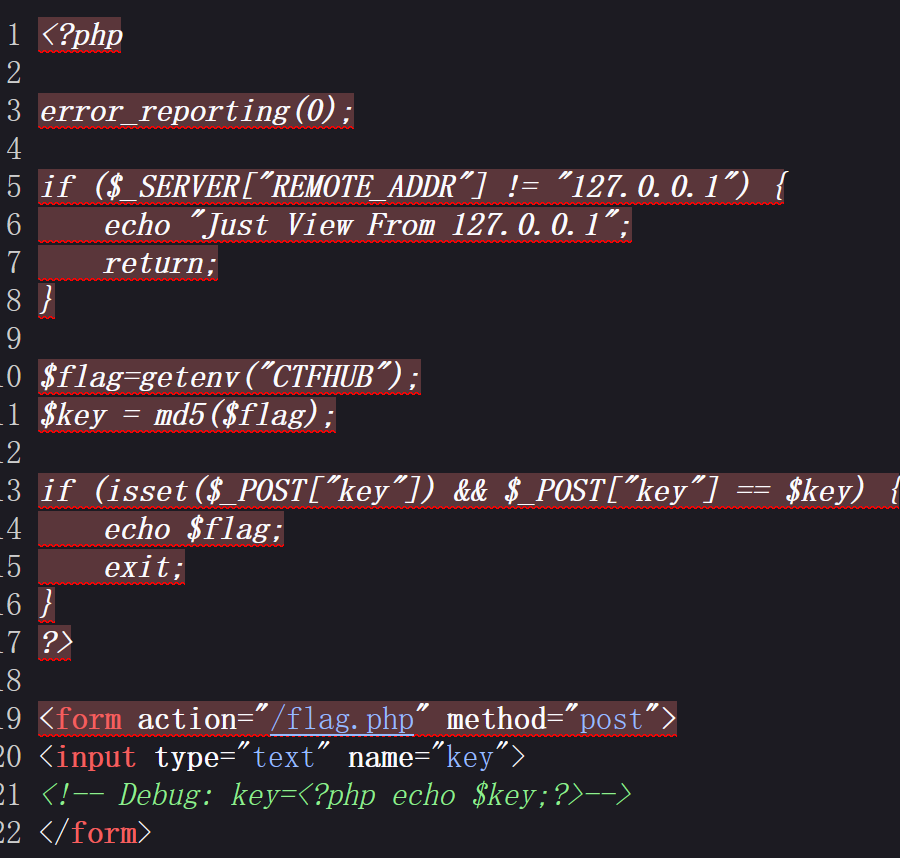 1 <?php
2
3 error_reporting(0);
4
5 if ($_SERVER["REMOTE_ADDR"] != "127.0.0.1") {
6     echo "Just View From 127.0.0.1";
7     return;
8 }
9
10 $flag=getenv("CTFHUB");
11 $key = md5($flag);
12
13 if (isset($_POST["key"]) && $_POST["key"] == $key) {
14     echo $flag;
15     exit;
16 }
17 ?>
18
19 <form action="/flag.php" method="post">
20 <input type="text" name="key">
21 <!-- Debug: key=<?php echo $key;?>-->
22 </form>